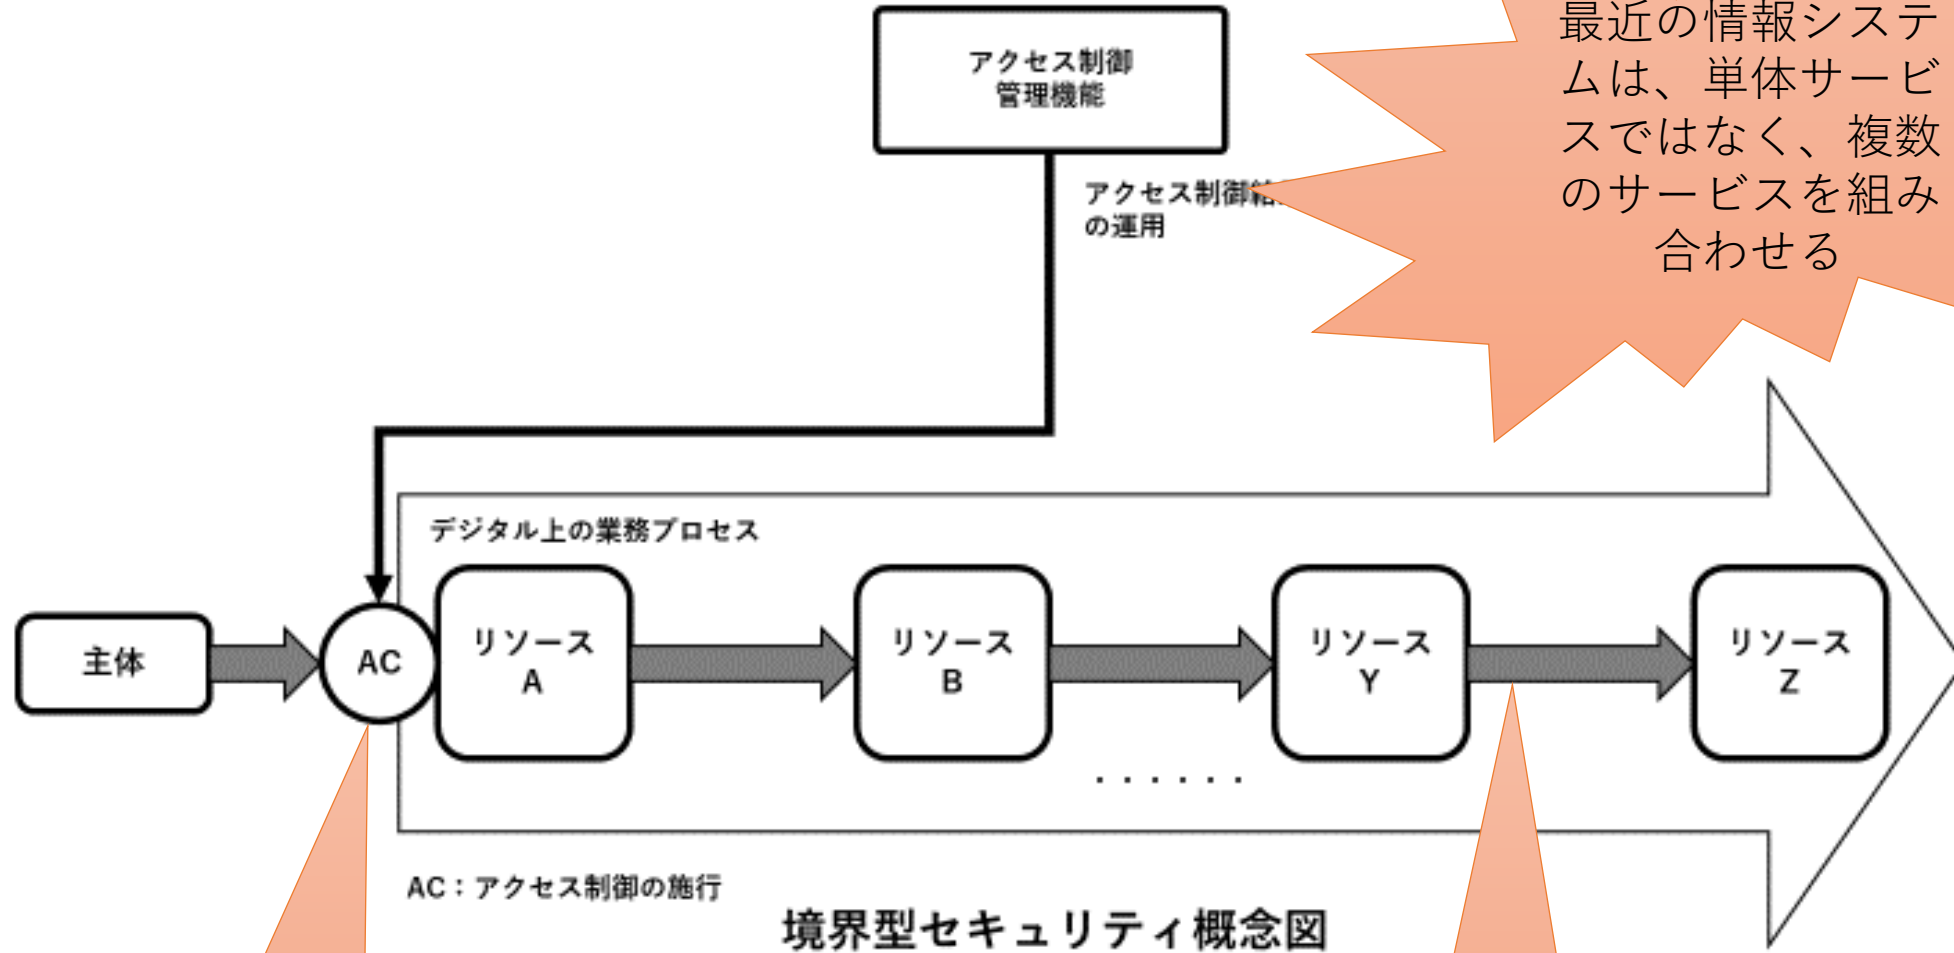 アクセス制御
管理機能
最近の情報システ
ムは、単体サービ
スではなく、複数
のサービスを組み
合わせる
アクセス制御
の運用
デジタル上の業務プロセス
主体
AC
リソース
A
リソース
B
リソース
Y
リソース
Z
......
AC：アクセス制御の施行
境界型セキュリティ概念図